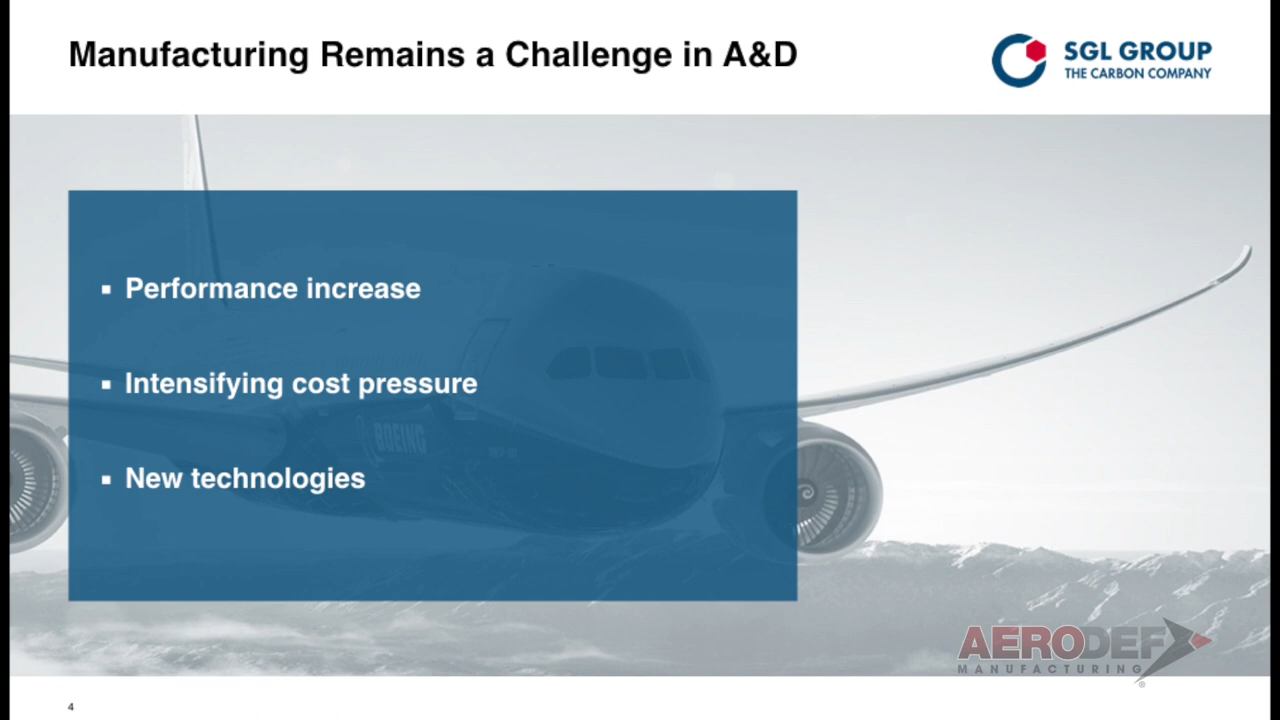 Manufacturing Remains a Challenge in A&D
SGL GROUP
THE CARBON COMPANY
▪ Performance increase
▪ Intensifying cost pressure
▪ New technologies
BOEING
AERODEF
MANUFACTURING
®
4